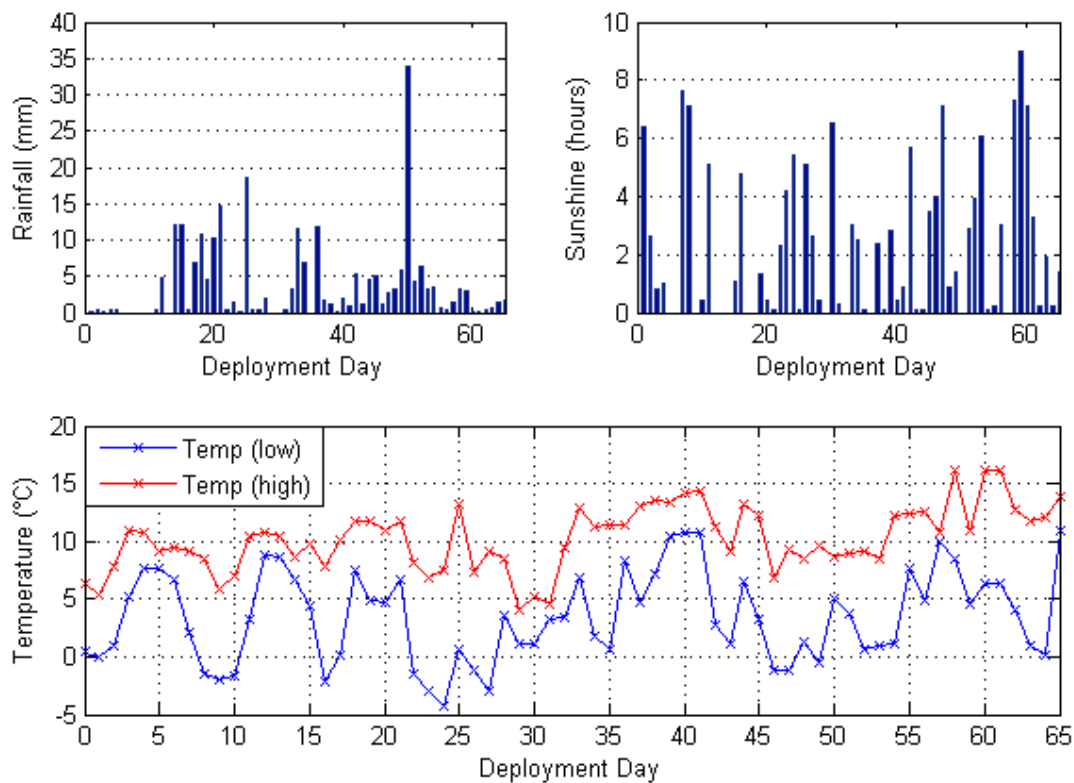 40
35
30
25
20
15
10
5
0
Rainfall (mm)
0 20 40 60
Deployment Day
10
8
6
4
2
0
Sunshine (hours)
0 20 40 60
Deployment Day
20
15
10
5
0
-5
Temperature (°C)
Temp (low)
Temp (high)
0 5 10 15 20 25 30 35 40 45 50 55 60 65
Deployment Day